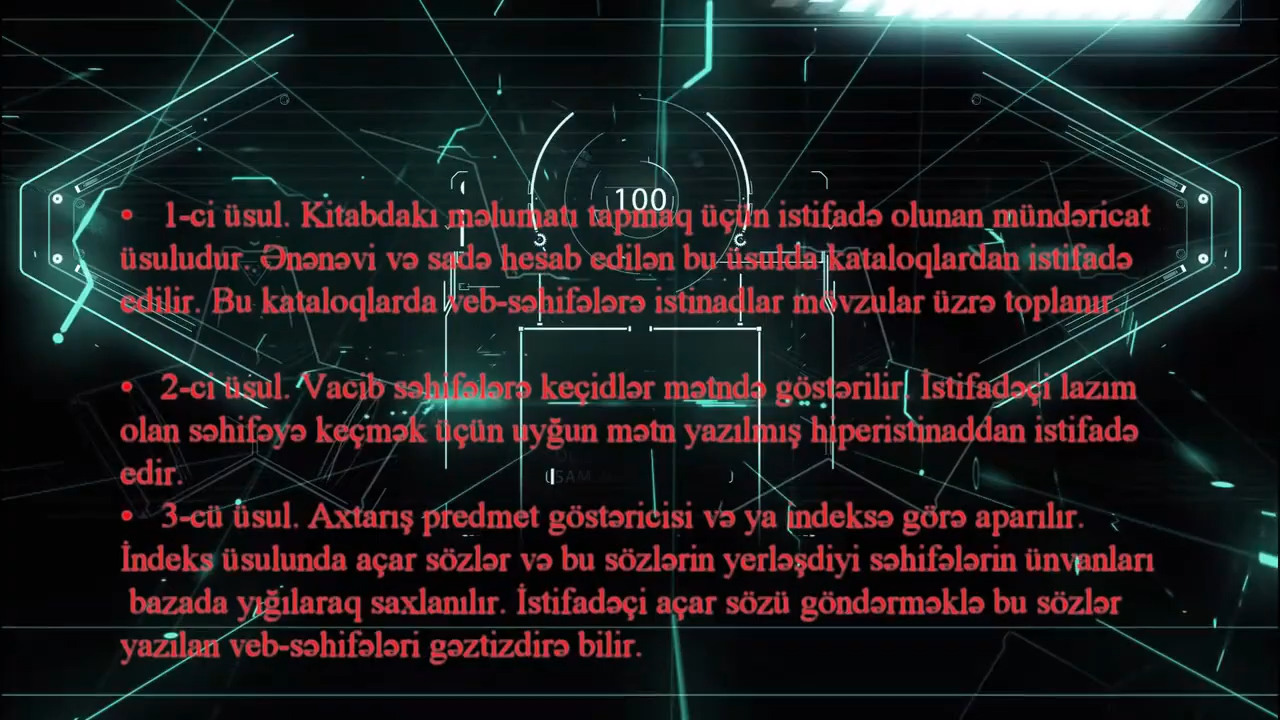 100
• 1-ci üsul. Kitabdakı məlumatı tapmaq üçün istifadə olunan mündəricat
üsuludur. Ənənəvi və sadə hesab edilən bu üsulda kataloqlardan istifadə
edilir. Bu kataloqlarda veb-səhifələrə istinadlar mövzular üzrə toplanır.
• 2-ci üsul. Vacib səhifələrə keçidlər mətndə göstərilir. İstifadəçi lazım
olan səhifəyə keçmək üçün uyğun mətn yazılmış hiperistinaddan istifadə
edir.
• 3-cü üsul. Axtarış predmet göstəricisi və ya indeksə görə aparılır.
İndeks üsulunda açar sözlər və bu sözlərin yerləşdiyi səhifələrin ünvanları
bazada yığılaraq saxlanılır. İstifadəçi açar sözü göndərməklə bu sözlər
yazılan veb-səhifələri gəztizdirə bilir.